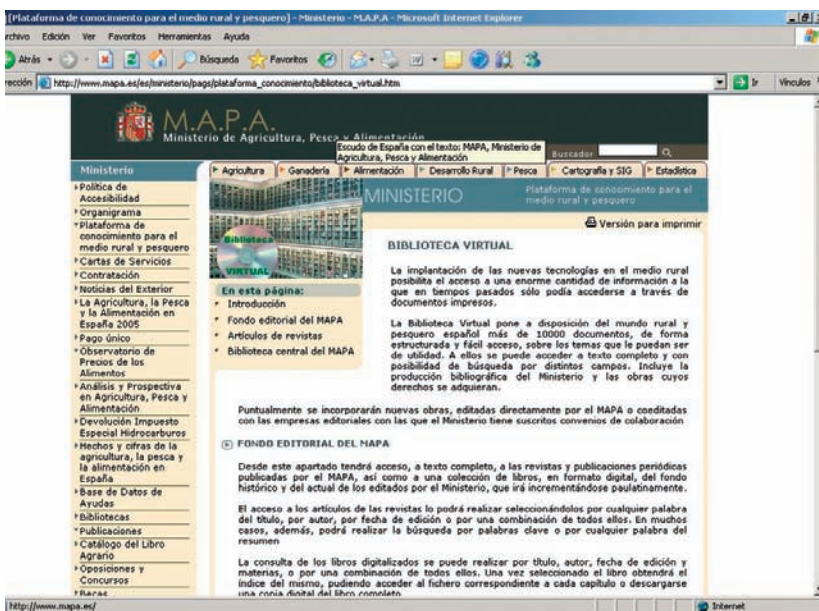 [Plataforma de conocimiento para el medio rural y pesquero] - Ministerio - M.A.P.A - Microsoft Internet Explorer
rchivo Edición Ver Favoritos Herramientas Ayuda
Atrás Búsqueda Favoritos
rección http://www.mapa.es/es/ministerio/pags/plataforma_conocimiento/biblioteca_virtual.htm Ir Vínculos
M.A.P.A.
Ministerio de Agricultura, Pesca y Alimentación
Escudo de España con el texto: MAPA, Ministerio de
Agricultura, Pesca y Alimentación
Buscador
Ministerio
Agricultura Ganadería Alimentación Desarrollo Rural Pesca Cartografía y SIG Estadística
MINISTERIO
Plataforma de conocimiento para el
medio rural y pesquero
Política de
Accesibilidad
Organigrama
Plataforma de
conocimiento para el
medio rural y pesquero
Cartas de Servicios
Contratación
Noticias del Exterior
La Agricultura, la Pesca
y la Alimentación en
España 2005
Pago único
Observatorio de
Precios de los
Alimentos
Análisis y Prospectiva
en Agricultura, Pesca y
Alimentación
Devolución Impuesto
Especial Hidrocarburos
Hechos y cifras de la
agricultura, la pesca y
la alimentación en
España
Base de Datos de
Ayudas
Bibliotecas
Publicaciones
Catálogo del Libro
Agrario
Oposiciones y
Concursos
Becas
Biblioteca
VIRTUAL
En esta página:
Introducción
Fondo editorial del MAPA
Artículos de revistas
Biblioteca central del MAPA
Versión para imprimir
BIBLIOTECA VIRTUAL
La implantación de las nuevas tecnologías en el medio rural
posibilita el acceso a una enorme cantidad de información a la
que en tiempos pasados sólo podía accederse a través de
documentos impresos.
La Biblioteca Virtual pone a disposición del mundo rural y
pesquero español más de 10000 documentos, de forma
estructurada y fácil acceso, sobre los temas que le puedan ser
de utilidad. A ellos se puede acceder a texto completo y con
posibilidad de búsqueda por distintos campos. Incluye la
producción bibliográfica del Ministerio y las obras cuyos
derechos se adquieran.
Puntualmente se incorporarán nuevas obras, editadas directamente por el MAPA o coeditadas
con las empresas editoriales con las que el Ministerio tiene suscritos convenios de colaboración
FONDO EDITORIAL DEL MAPA
Desde este apartado tendrá acceso, a texto completo, a las revistas y publicaciones periódicas
publicadas por el MAPA, así como a una colección de libros, en formato digital, del fondo
histórico y del actual de los editados por el Ministerio, que irá incrementándose paulatinamente.
El acceso a los artículos de las revistas lo podrá realizar seleccionándolos por cualquier palabra
del título, por autor, por fecha de edición o por una combinación de todos ellos. En muchos
casos, además, podrá realizar la búsqueda por palabras clave o por cualquier palabra del
resumen
La consulta de los libros digitalizados se puede realizar por título, autor, fecha de edición y
materias, o por una combinación de todos ellos. Una vez seleccionado el libro obtendrá el
índice del mismo, pudiendo acceder al fichero correspondiente a cada capítulo o descargarse
una copia digital del libro completo
http://www.mapa.es/ Internet